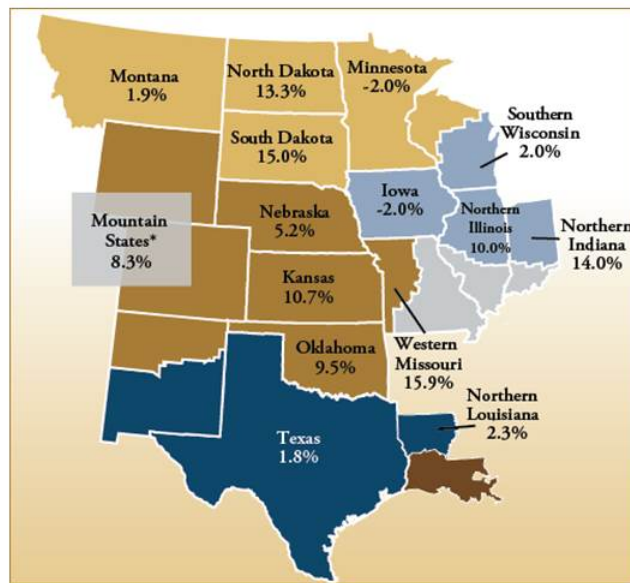 Montana
1.9%
North Dakota
13.3%
Minnesota
-2.0%
Southern
Wisconsin
2.0%
South Dakota
15.0%
Iowa
-2.0%
Northern
Illinois
10.0%
Northern
Indiana
14.0%
Mountain
States*
8.3%
Nebraska
5.2%
Kansas
10.7%
Western
Missouri
15.9%
Oklahoma
9.5%
Northern
Louisiana
2.3%
Texas
1.8%